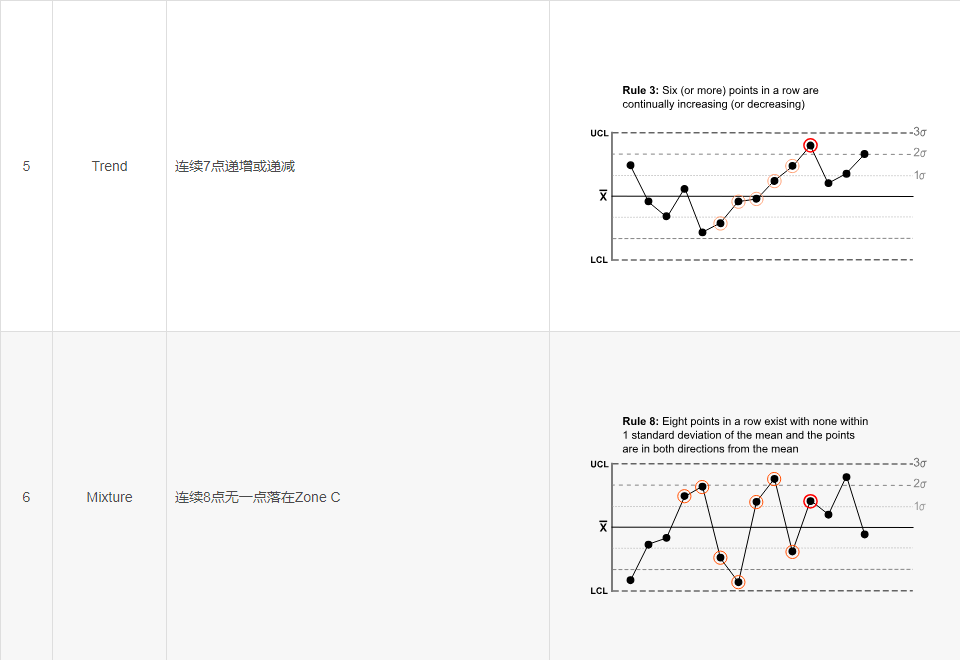 5
Trend
连续7点递增或递减
Rule 3: Six (or more) points in a row are
continually increasing (or decreasing)
UCL
3σ
2σ
1σ
X̅
LCL
6
Mixture
连续8点无一点落在Zone C
Rule 8: Eight points in a row exist with none within
1 standard deviation of the mean and the points
are in both directions from the mean
UCL
3σ
2σ
1σ
X̅
LCL